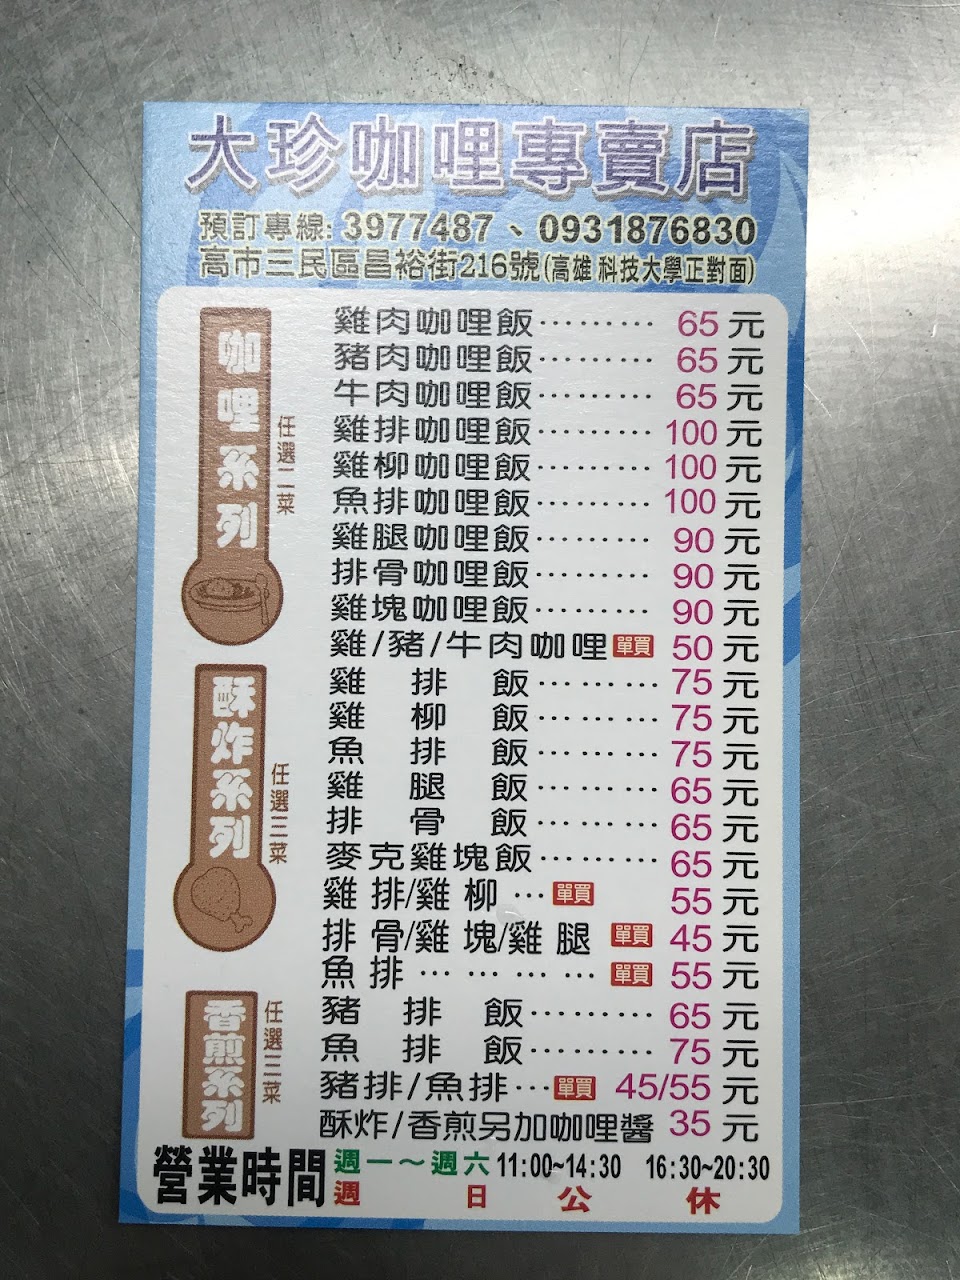 大珍咖哩專賣店
預訂專線: 3977487、0931876830
高市三民區昌裕街216號(高雄科技大學正對面)
咖哩系列
任選二菜
雞肉咖哩飯………65元
豬肉咖哩飯………65元
牛肉咖哩飯………65元
雞排咖哩飯………100元
雞柳咖哩飯………100元
魚排咖哩飯………100元
雞腿咖哩飯………90元
排骨咖哩飯………90元
雞塊咖哩飯………90元
雞/豬/牛肉咖哩 單買 50元
酥炸系列
任選三菜
雞排飯………75元
雞柳飯………75元
魚排飯………75元
雞腿飯………65元
排骨飯………65元
麥克雞塊飯………65元
雞排/雞柳… 單買 55元
排骨/雞塊/雞腿 單買 45元
魚排………… 單買 55元
香煎系列
任選三菜
豬排飯………65元
魚排飯………75元
豬排/魚排… 單買 45/55元
酥炸/香煎另加咖哩醬 35元
營業時間 週一～週六 11:00~14:30 16:30~20:30
週日公休